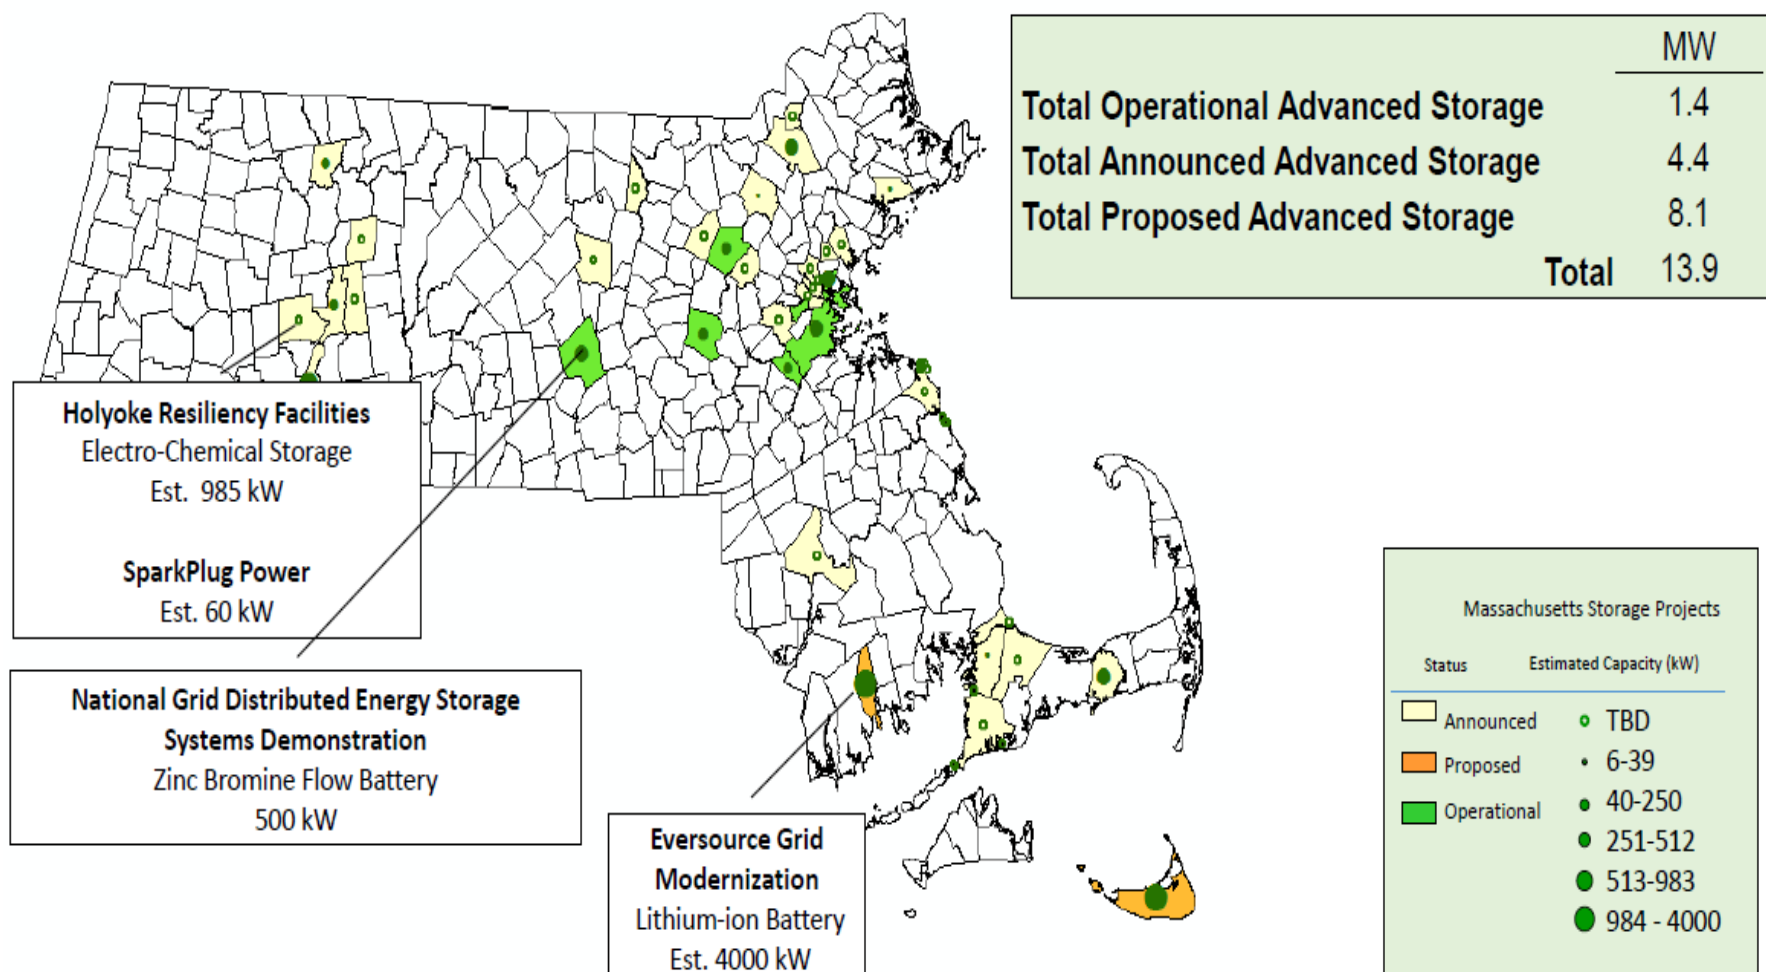 MW
Total Operational Advanced Storage 1.4
Total Announced Advanced Storage 4.4
Total Proposed Advanced Storage 8.1
Total 13.9
Holyoke Resiliency Facilities
Electro-Chemical Storage
Est. 985 kW
SparkPlug Power
Est. 60 kW
National Grid Distributed Energy Storage
Systems Demonstration
Zinc Bromine Flow Battery
500 kW
Eversource Grid
Modernization
Lithium-ion Battery
Est. 4000 kW
Massachusetts Storage Projects
Status Estimated Capacity (kW)
Announced TBD
Proposed 6-39
Operational 40-250
251-512
513-983
984 - 4000